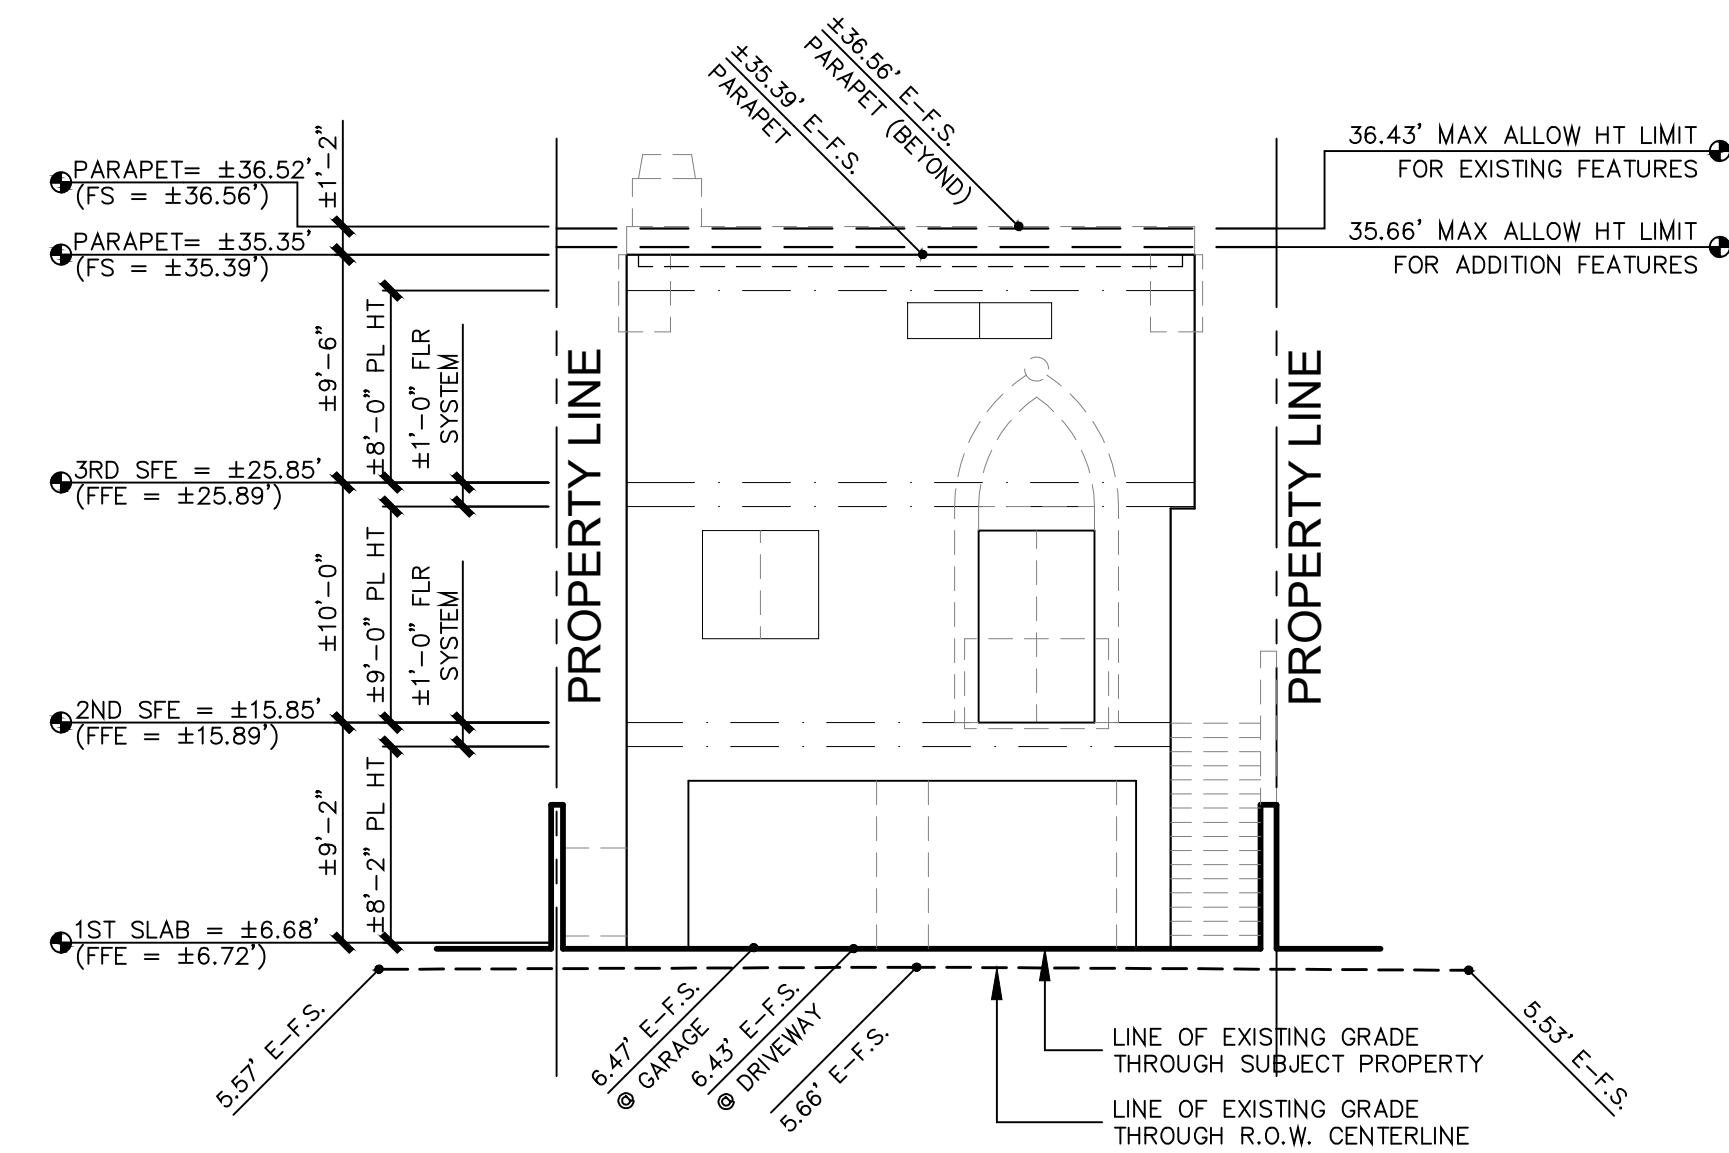 ±36.56' E-F.S.
PARAPET (BEYOND)
±35.39' E-F.S.
PARAPET
36.43' MAX ALLOW HT LIMIT
FOR EXISTING FEATURES
35.66' MAX ALLOW HT LIMIT
FOR ADDITION FEATURES
PARAPET= ±36.52'
(FS = ±36.56')
PARAPET= ±35.35'
(FS = ±35.39')
3RD SFE = ±25.85'
(FFE = ±25.89')
2ND SFE = ±15.85'
(FFE = ±15.89')
1ST SLAB = ±6.68'
(FFE = ±6.72')
±1'-2"
±9'-6"
±10'-0"
±9'-2"
±8'-0" PL HT
±9'-0" PL HT
±8'-2" PL HT
±1'-0" FLR
SYSTEM
±1'-0" FLR
SYSTEM
PROPERTY LINE
PROPERTY LINE
5.57' E-F.S.
6.47' E-F.S.
@ GARAGE
6.43' E-F.S.
@ DRIVEWAY
5.66' E-F.S.
5.53' E-F.S.
LINE OF EXISTING GRADE
THROUGH SUBJECT PROPERTY
LINE OF EXISTING GRADE
THROUGH R.O.W. CENTERLINE